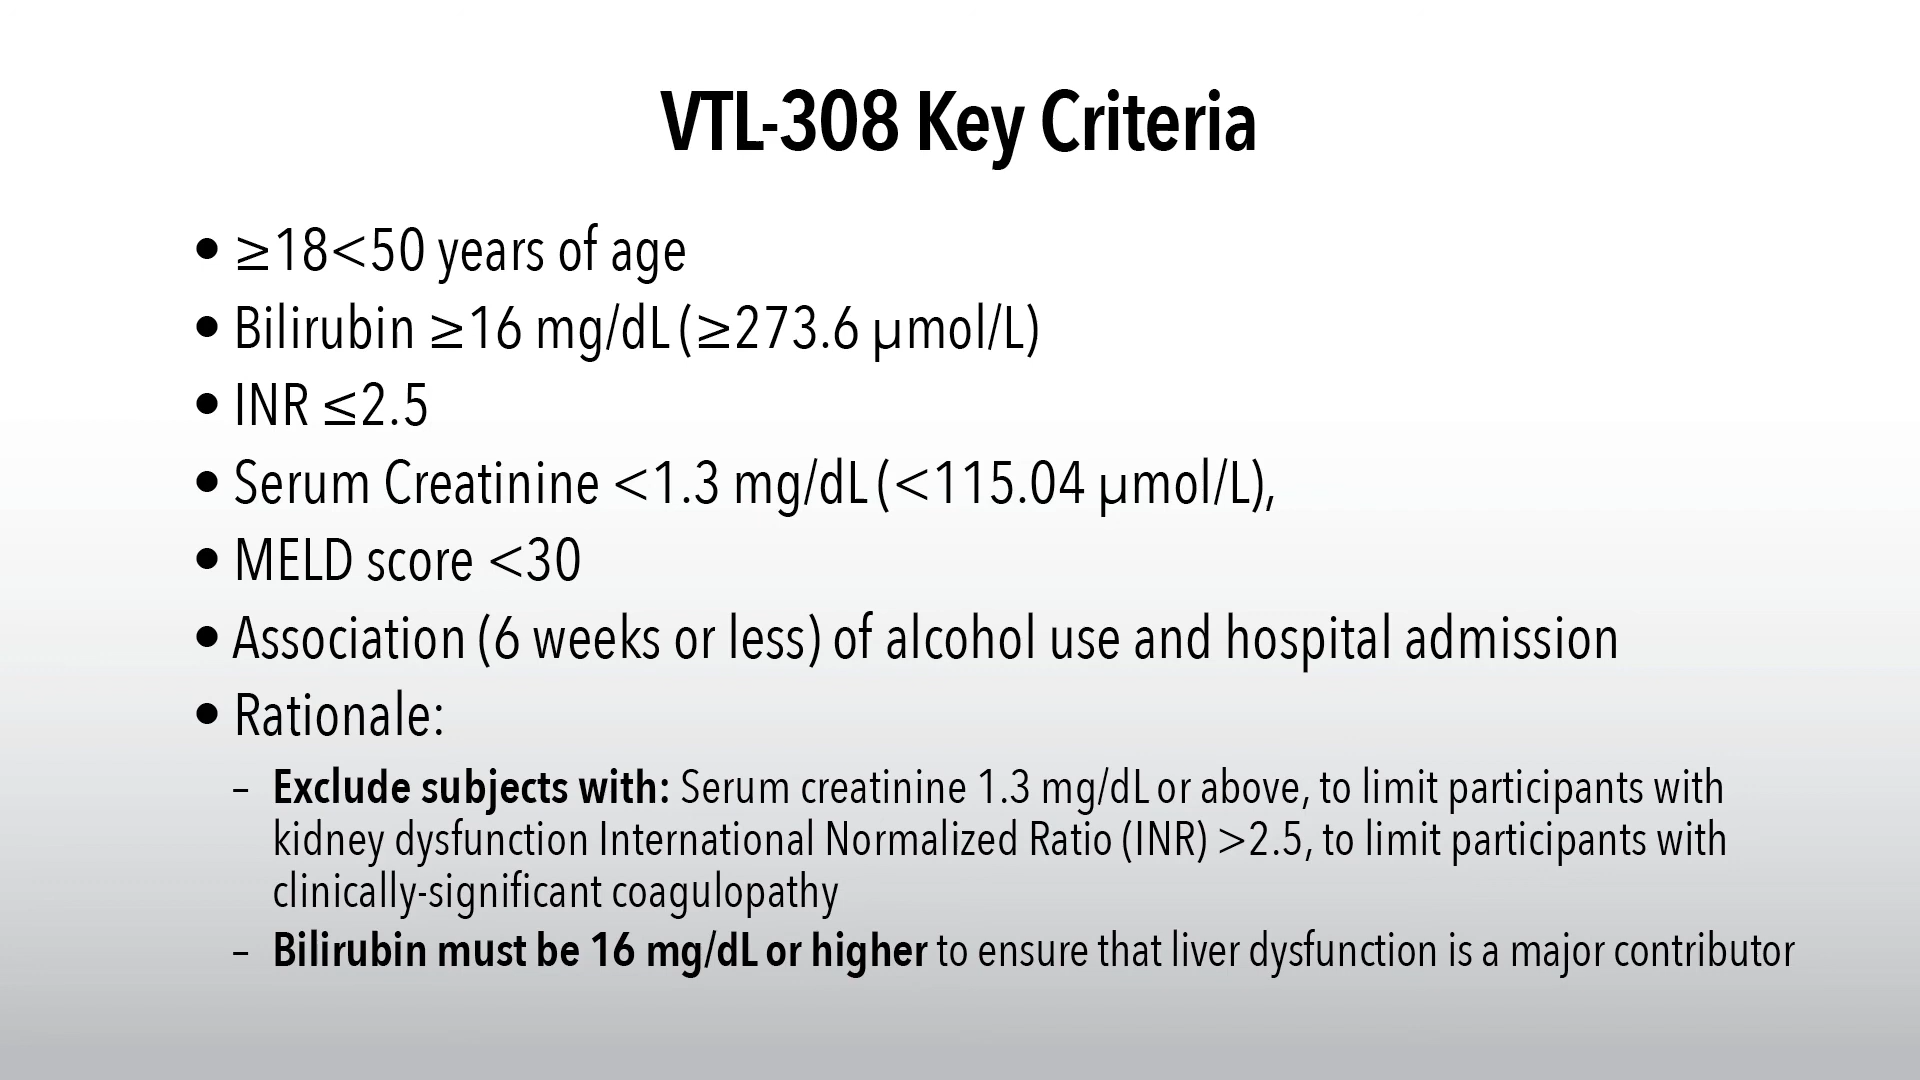 VTL-308 Key Criteria
• ≥18<50 years of age
• Bilirubin ≥16 mg/dL (≥273.6 μmol/L)
• INR ≤2.5
• Serum Creatinine <1.3 mg/dL (<115.04 μmol/L),
• MELD score <30
• Association (6 weeks or less) of alcohol use and hospital admission
• Rationale:
– Exclude subjects with: Serum creatinine 1.3 mg/dL or above, to limit participants with
kidney dysfunction International Normalized Ratio (INR) >2.5, to limit participants with
clinically-significant coagulopathy
– Bilirubin must be 16 mg/dL or higher to ensure that liver dysfunction is a major contributor